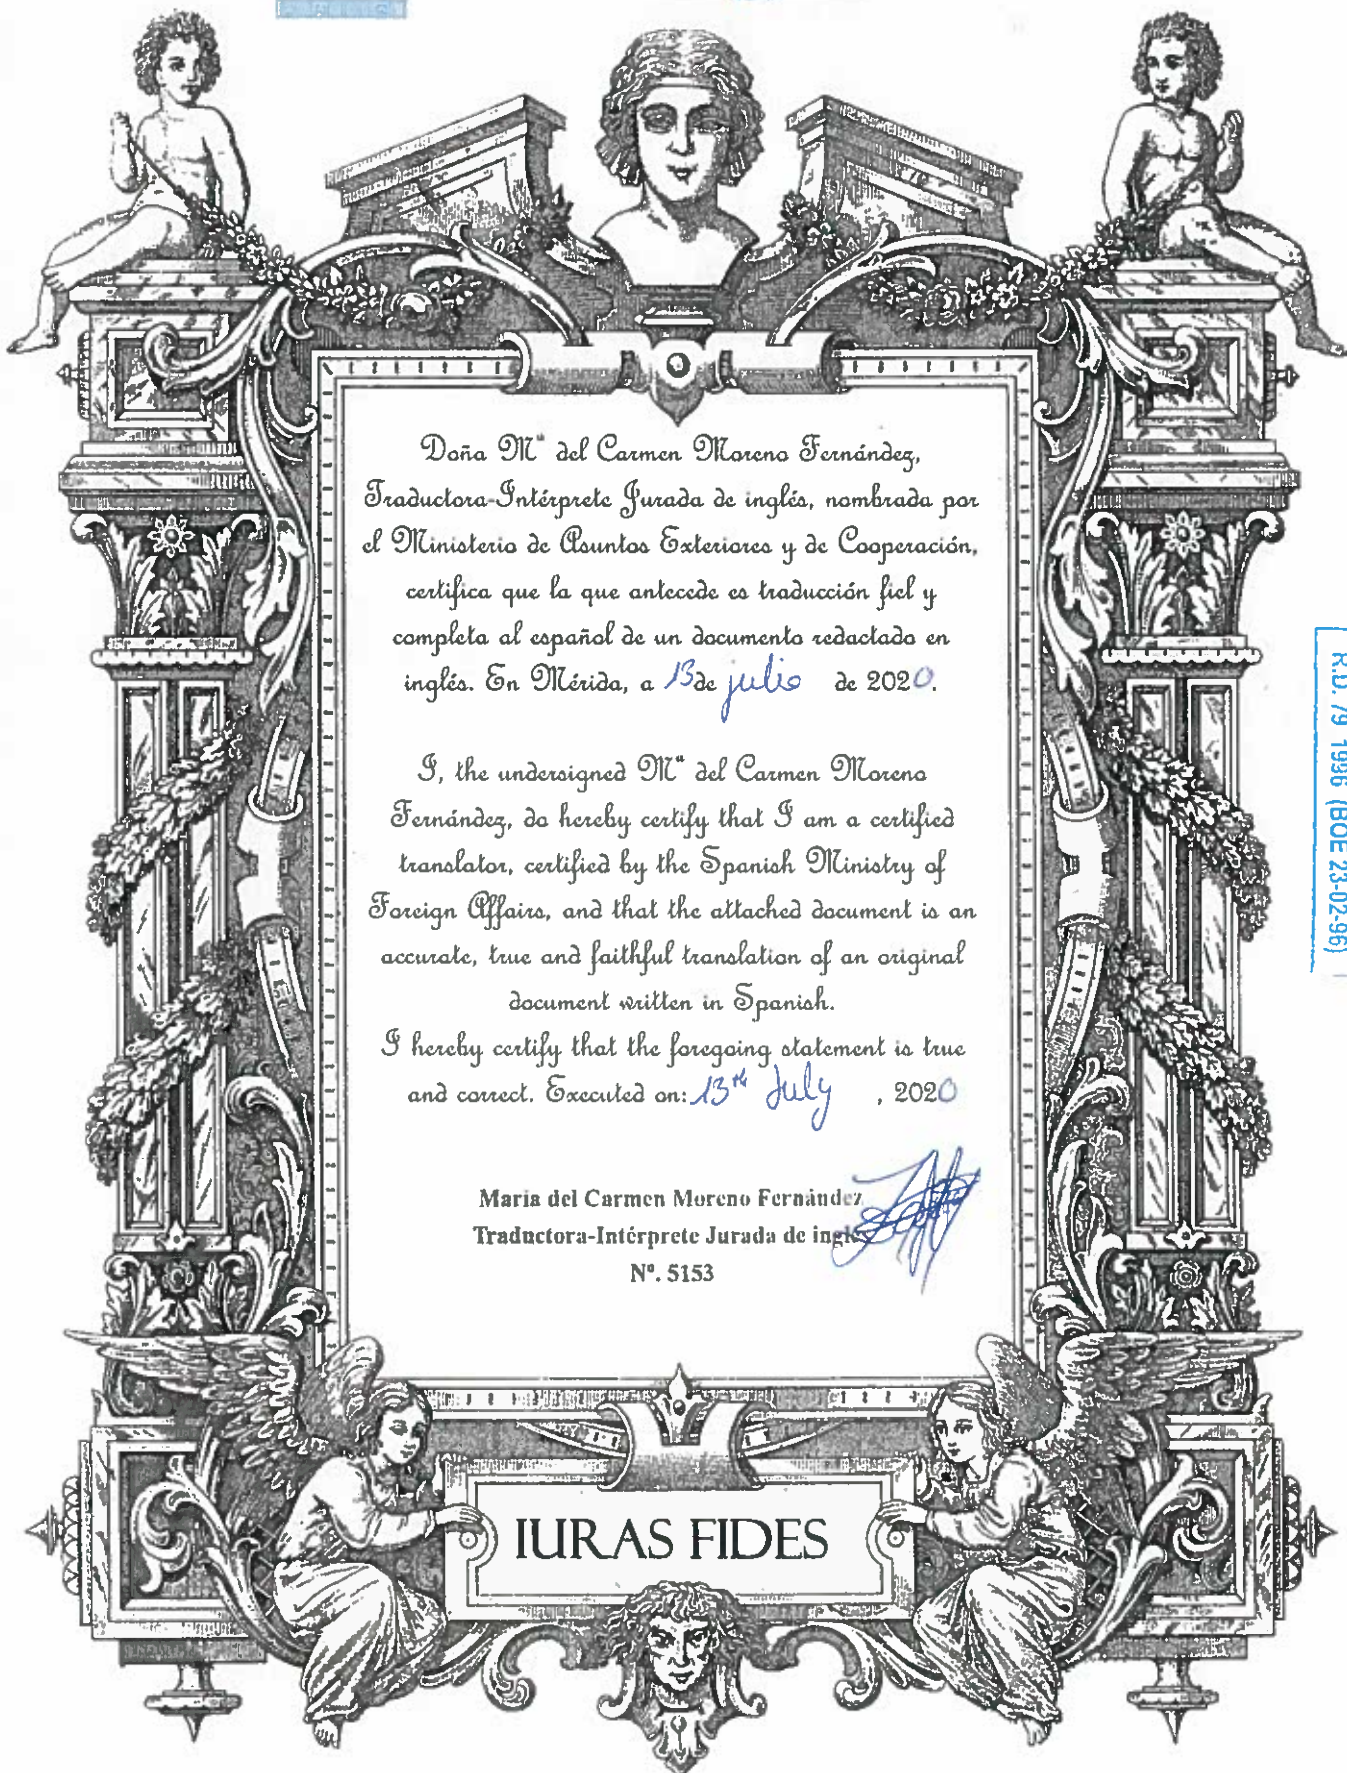 Doña Mª del Carmen Moreno Fernández,
Traductora-Intérprete Jurada de inglés, nombrada por
el Ministerio de Asuntos Exteriores y de Cooperación,
certifica que la que antecede es traducción fiel y
completa al español de un documento redactado en
inglés. En Mérida, a 13 de julio de 2020.
I, the undersigned Mª del Carmen Moreno
Fernández, do hereby certify that I am a certified
translator, certified by the Spanish Ministry of
Foreign Affairs, and that the attached document is an
accurate, true and faithful translation of an original
document written in Spanish.
I hereby certify that the foregoing statement is true
and correct. Executed on: 13th July, 2020
María del Carmen Moreno Fernández
Traductora-Intérprete Jurada de inglés
Nº. 5153
IURAS FIDES
R.D. 79 1996 (BOE 23-02-96)